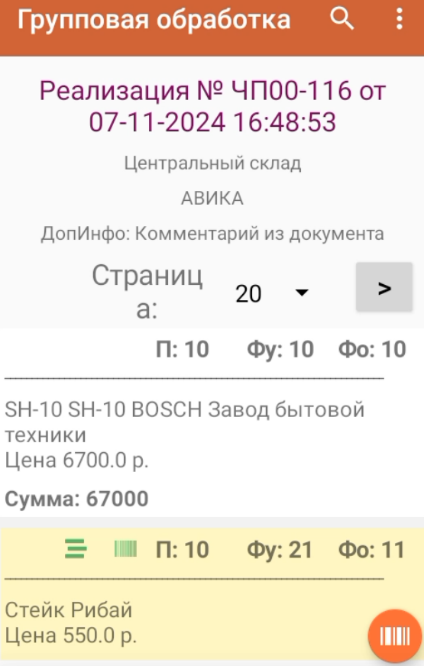 Групповая обработка
Реализация № ЧП00-116 от
07-11-2024 16:48:53
Центральный склад
АВИКА
ДопИнфо: Комментарий из документа
Страниц
а:
20
>
П: 10 Фу: 10 Фо: 10
SH-10 SH-10 BOSCH Завод бытовой
техники
Цена 6700.0 р.
Сумма: 67000
П: 10 Фу: 21 Фо: 11
Стейк Рибай
Цена 550.0 р.